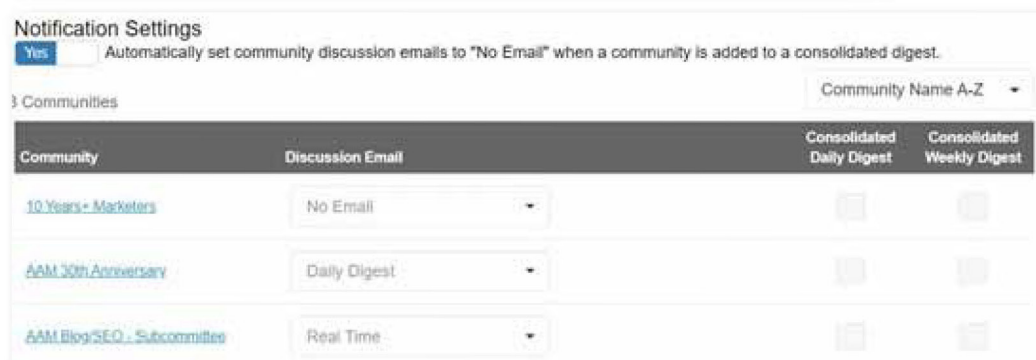 Notification Settings
Yes Automatically set community discussion emails to "No Email" when a community is added to a consolidated digest.
3 Communities
Community Name A-Z
Community Discussion Email Consolidated Daily Digest Consolidated Weekly Digest
10 Years+ Marketers No Email
AAM 30th Anniversary Daily Digest
AAM Blog/SEO - Subcommittee Real Time